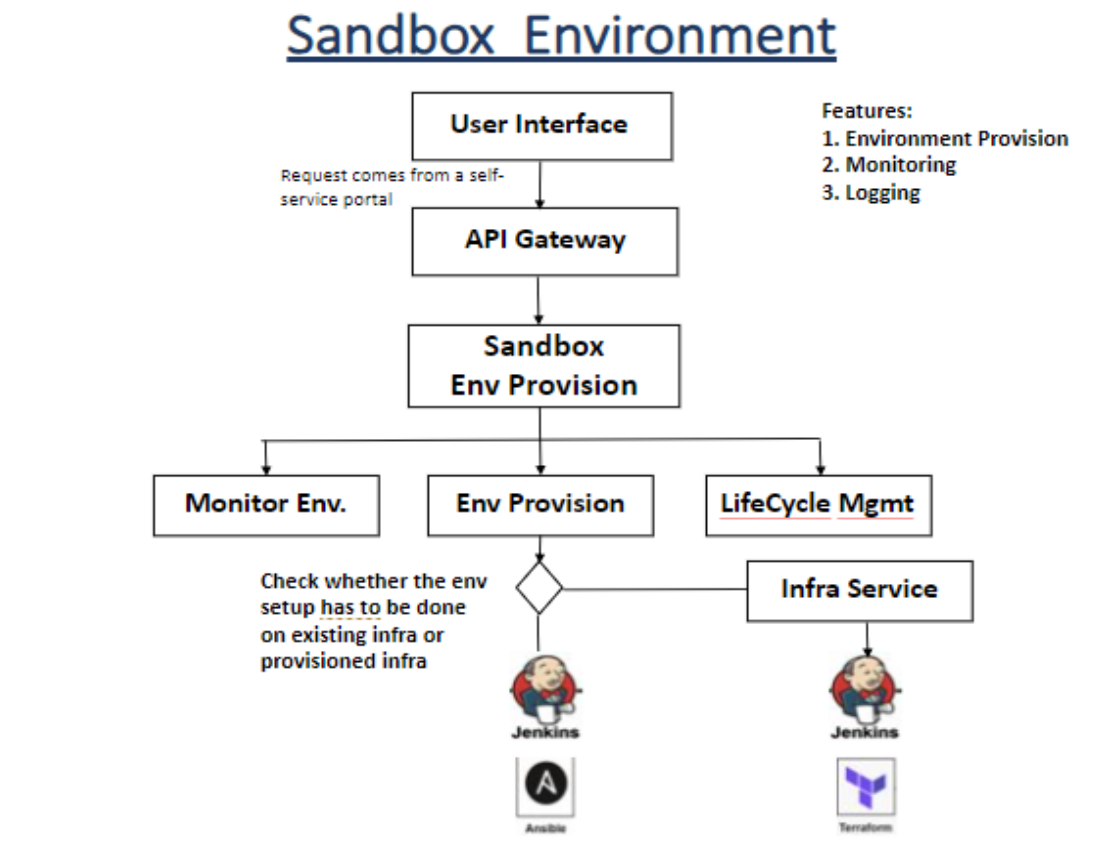 Sandbox Environment
User Interface
Features:
1. Environment Provision
2. Monitoring
3. Logging
Request comes from a self-
service portal
API Gateway
Sandbox
Env Provision
Monitor Env.
Env Provision
LifeCycle Mgmt
Check whether the env
setup has to be done
on existing infra or
provisioned infra
Infra Service
Jenkins
Jenkins
Ansible
Terraform